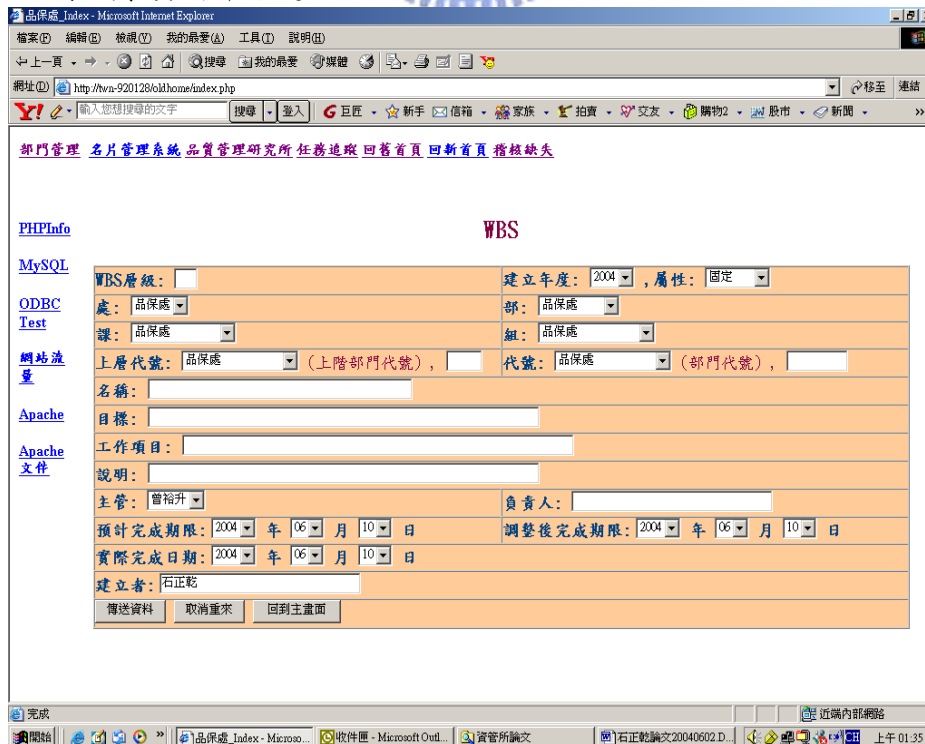 品保處_Index - Microsoft Internet Explorer
檔案(F) 編輯(E) 檢視(V) 我的最愛(A) 工具(T) 說明(H)
上一頁 搜尋 我的最愛 媒體
網址(D) http://twn-920128/oldhome/index.php 移至 連結
Y! 輸入您想搜尋的文字 搜尋 登入 G 巨匠 新手 信箱 家族 拍賣 交友 購物2 股市 新聞 »
部門管理 名片管理系統 品質管理研究所 任務追蹤 回舊首頁 回新首頁 稽核缺失
PHPInfo
MySQL
ODBC
Test
網站流
量
Apache
Apache
文件
WBS
WBS層級: 建立年度: 2004 , 屬性: 固定
處: 品保處 部: 品保處
課: 品保處 組: 品保處
上層代號: 品保處 (上階部門代號), 代號: 品保處 (部門代號),
名稱:
目標:
工作項目:
說明:
主管: 曾裕升 負責人:
預計完成期限: 2004 年 06 月 10 日 調整後完成期限: 2004 年 06 月 10 日
實際完成日期: 2004 年 06 月 10 日
建立者: 石正乾
傳送資料 取消重來 回到主畫面
完成 近端內部網路
開始 » 品保處_Index - Microso... 收件匣 - Microsoft Outl... 資管所論文 石正乾論文20040602.D... CH 上午 01:35